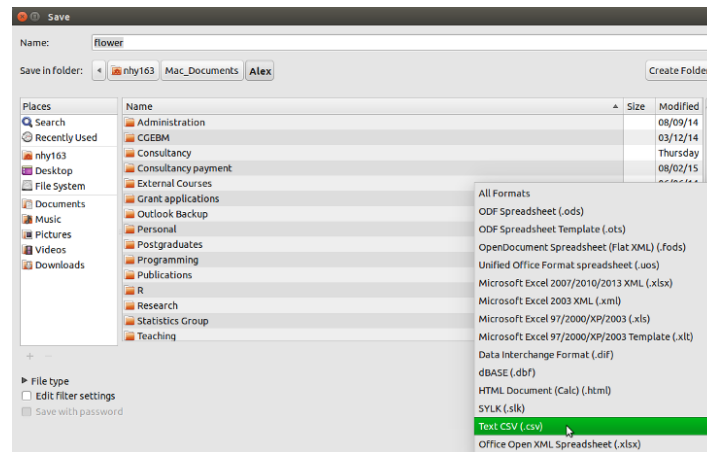 Save
Name: flower
Save in folder: nhy163 Mac_Documents Alex Create Folde
Places
Search
Recently Used
nhy163
Desktop
File System
Documents
Music
Pictures
Videos
Downloads
Name Size Modified
Administration 08/09/14
CGEBM 03/12/14
Consultancy Thursday
Consultancy payment 08/02/15
External Courses
Grant applications
Outlook Backup
Personal
Postgraduates
Programming
Publications
R
Research
Statistics Group
Teaching
All Formats
ODF Spreadsheet (.ods)
ODF Spreadsheet Template (.ots)
OpenDocument Spreadsheet (Flat XML) (.fods)
Unified Office Format spreadsheet (.uos)
Microsoft Excel 2007/2010/2013 XML (.xlsx)
Microsoft Excel 2003 XML (.xml)
Microsoft Excel 97/2000/XP/2003 (.xls)
Microsoft Excel 97/2000/XP/2003 Template (.xlt)
Data Interchange Format (.dif)
dBASE (.dbf)
HTML Document (Calc) (.html)
SYLK (.slk)
Text CSV (.csv)
Office Open XML Spreadsheet (.xlsx)
File type
Edit filter settings
Save with password